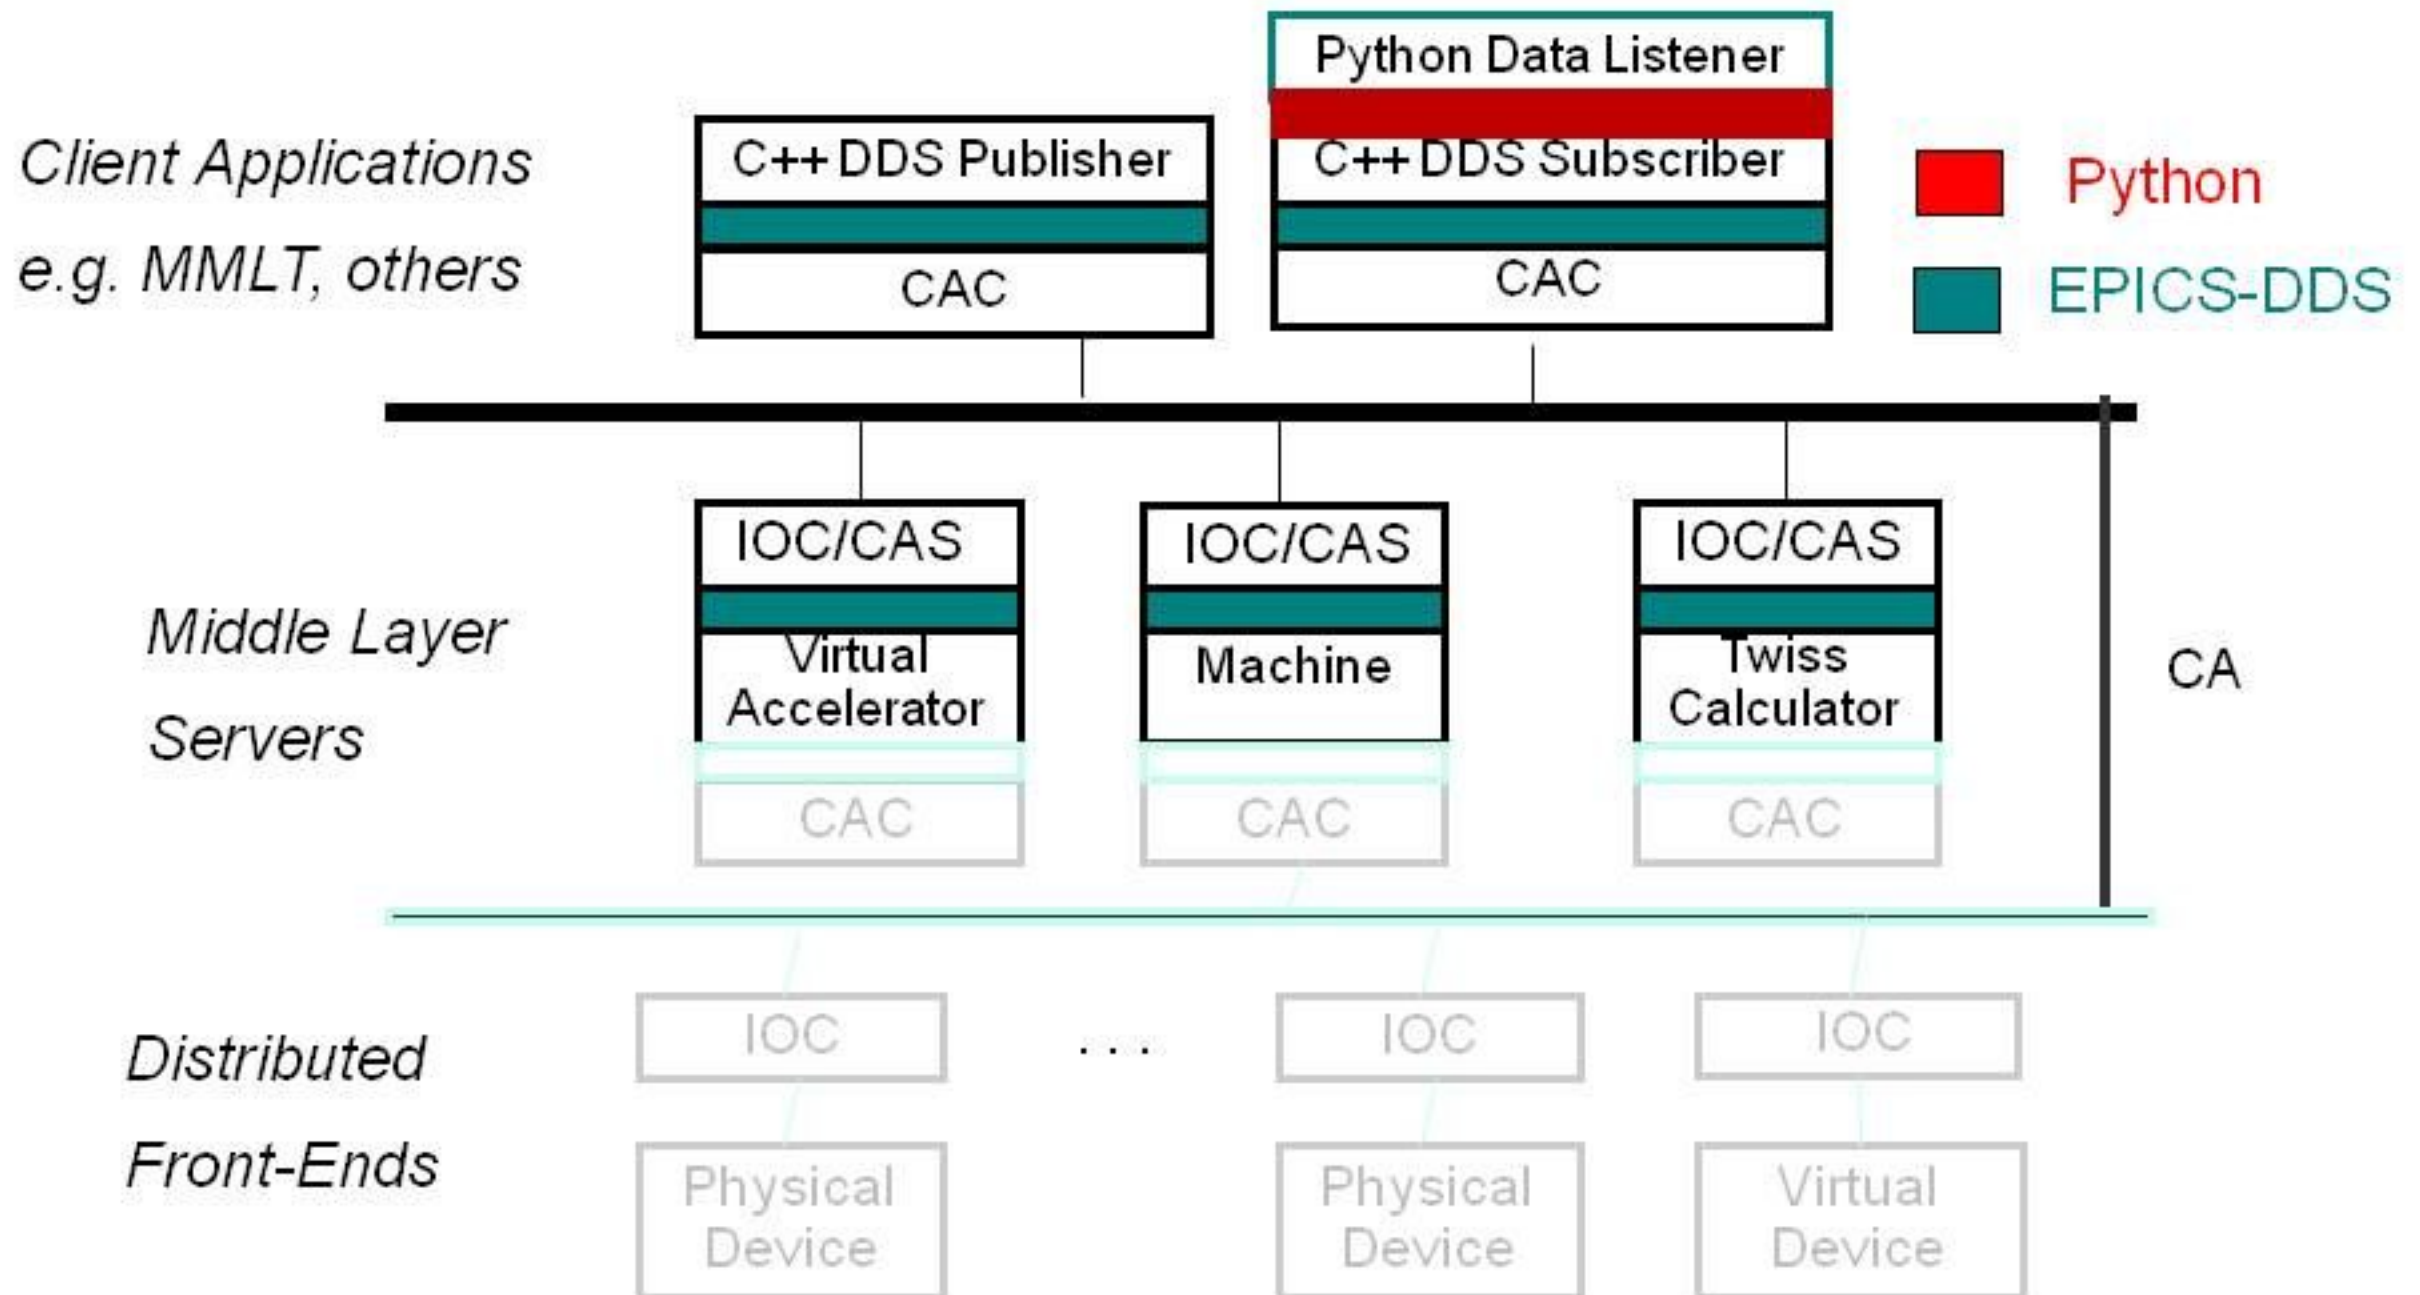 Python Data Listener
Client Applications
e.g. MMLT, others
C++ DDS Publisher
CAC
C++ DDS Subscriber
CAC
Python
EPICS-DDS
Middle Layer
Servers
IOC/CAS
Virtual
Accelerator
CAC
IOC/CAS
Machine
CAC
IOC/CAS
Twiss
Calculator
CAC
CA
Distributed
Front-Ends
IOC
. . .
IOC
IOC
Physical
Device
Physical
Device
Virtual
Device